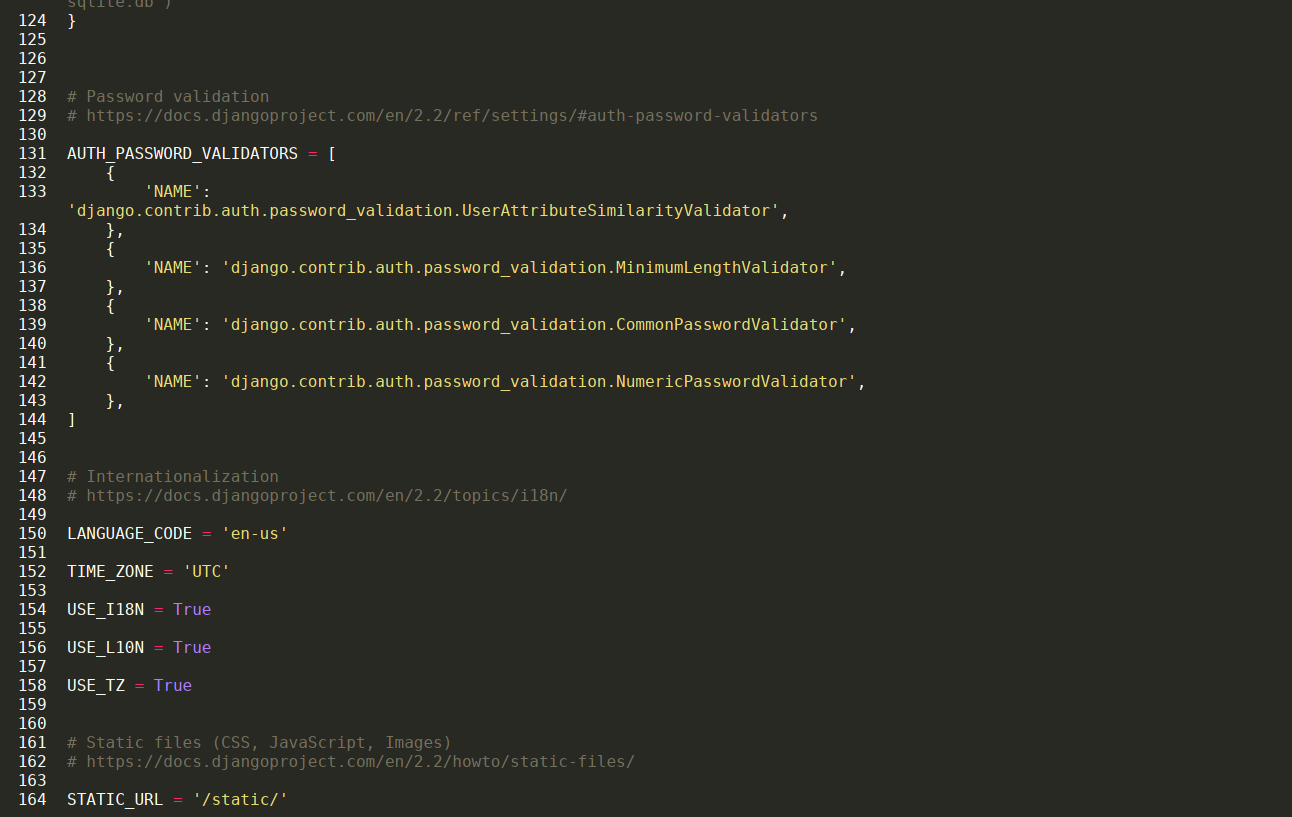 sqlite.db')
124 }
125
126
127
128 # Password validation
129 # https://docs.djangoproject.com/en/2.2/ref/settings/#auth-password-validators
130
131 AUTH_PASSWORD_VALIDATORS = [
132     {
133         'NAME':
'django.contrib.auth.password_validation.UserAttributeSimilarityValidator',
134     },
135     {
136         'NAME': 'django.contrib.auth.password_validation.MinimumLengthValidator',
137     },
138     {
139         'NAME': 'django.contrib.auth.password_validation.CommonPasswordValidator',
140     },
141     {
142         'NAME': 'django.contrib.auth.password_validation.NumericPasswordValidator',
143     },
144 ]
145
146
147 # Internationalization
148 # https://docs.djangoproject.com/en/2.2/topics/i18n/
149
150 LANGUAGE_CODE = 'en-us'
151
152 TIME_ZONE = 'UTC'
153
154 USE_I18N = True
155
156 USE_L10N = True
157
158 USE_TZ = True
159
160
161 # Static files (CSS, JavaScript, Images)
162 # https://docs.djangoproject.com/en/2.2/howto/static-files/
163
164 STATIC_URL = '/static/'